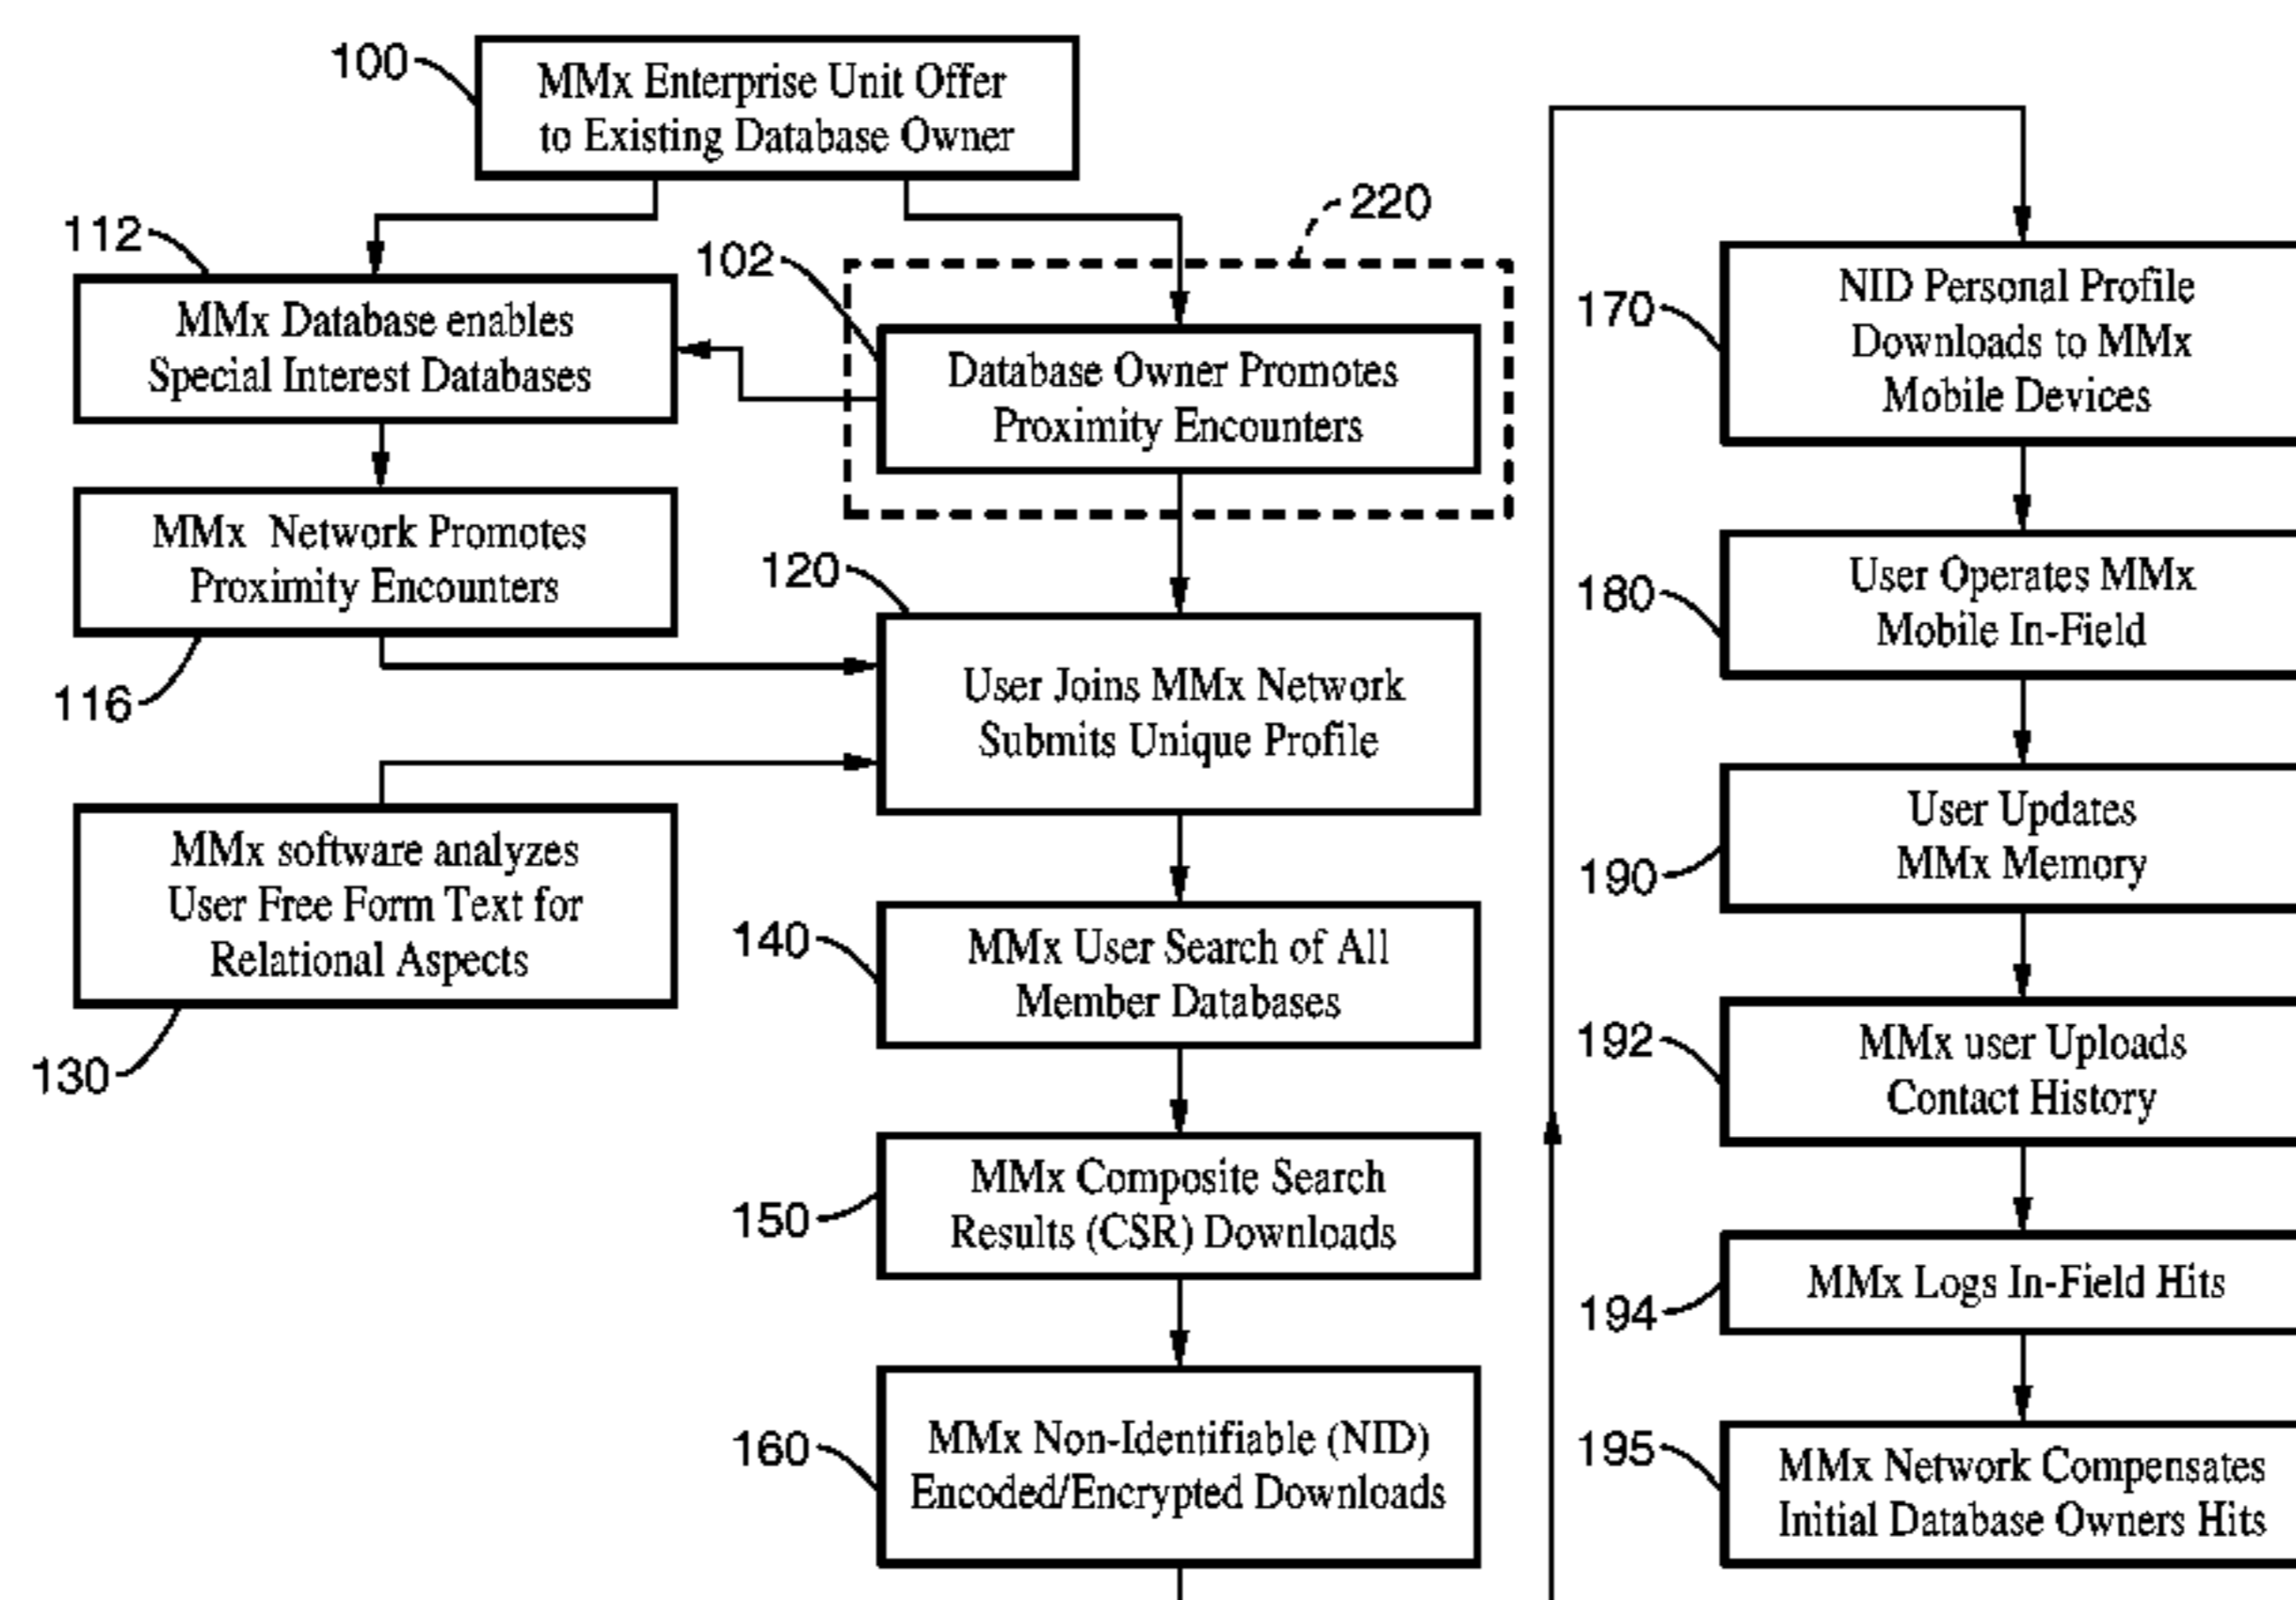 100
MMx Enterprise Unit Offer
to Existing Database Owner
220
112
MMx Database enables
Special Interest Databases
102
Database Owner Promotes
Proximity Encounters
MMx Network Promotes
Proximity Encounters
116
120
User Joins MMx Network
Submits Unique Profile
MMx software analyzes
User Free Form Text for
Relational Aspects
130
140
MMx User Search of All
Member Databases
150
MMx Composite Search
Results (CSR) Downloads
160
MMx Non-Identifiable (NID)
Encoded/Encrypted Downloads
170
NID Personal Profile
Downloads to MMx
Mobile Devices
180
User Operates MMx
Mobile In-Field
190
User Updates
MMx Memory
192
MMx user Uploads
Contact History
194
MMx Logs In-Field Hits
195
MMx Network Compensates
Initial Database Owners Hits